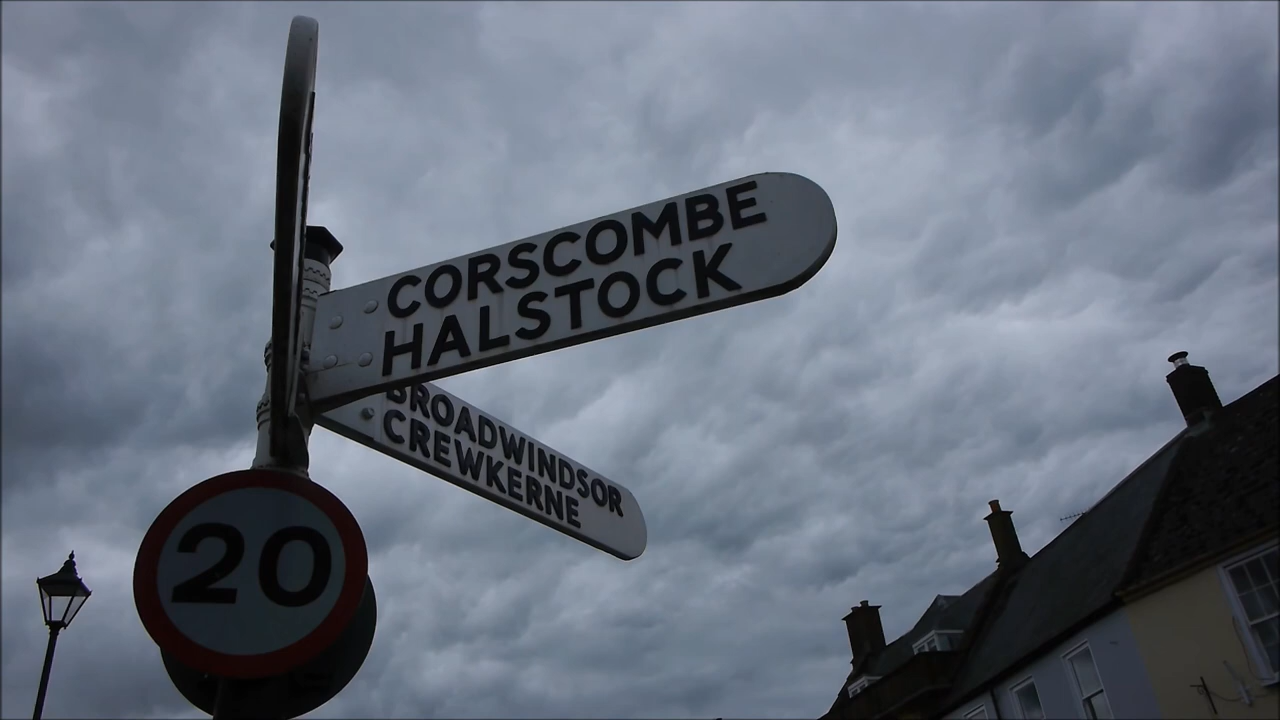 CORSCOMBE
HALSTOCK
BROADWINDSOR
CREWKERNE
20